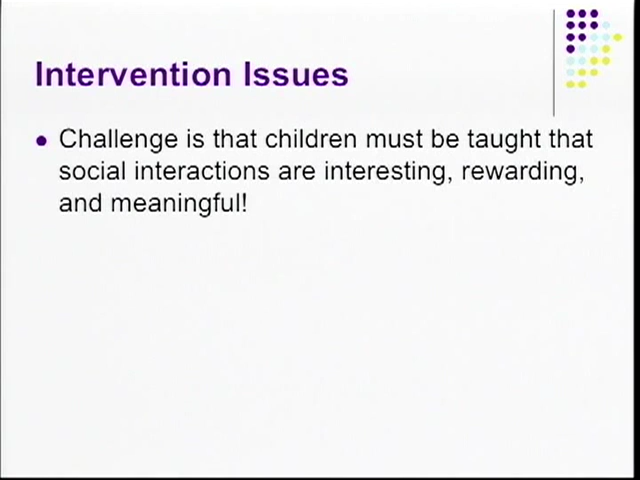 Intervention Issues
Challenge is that children must be taught that
social interactions are interesting, rewarding,
and meaningful!